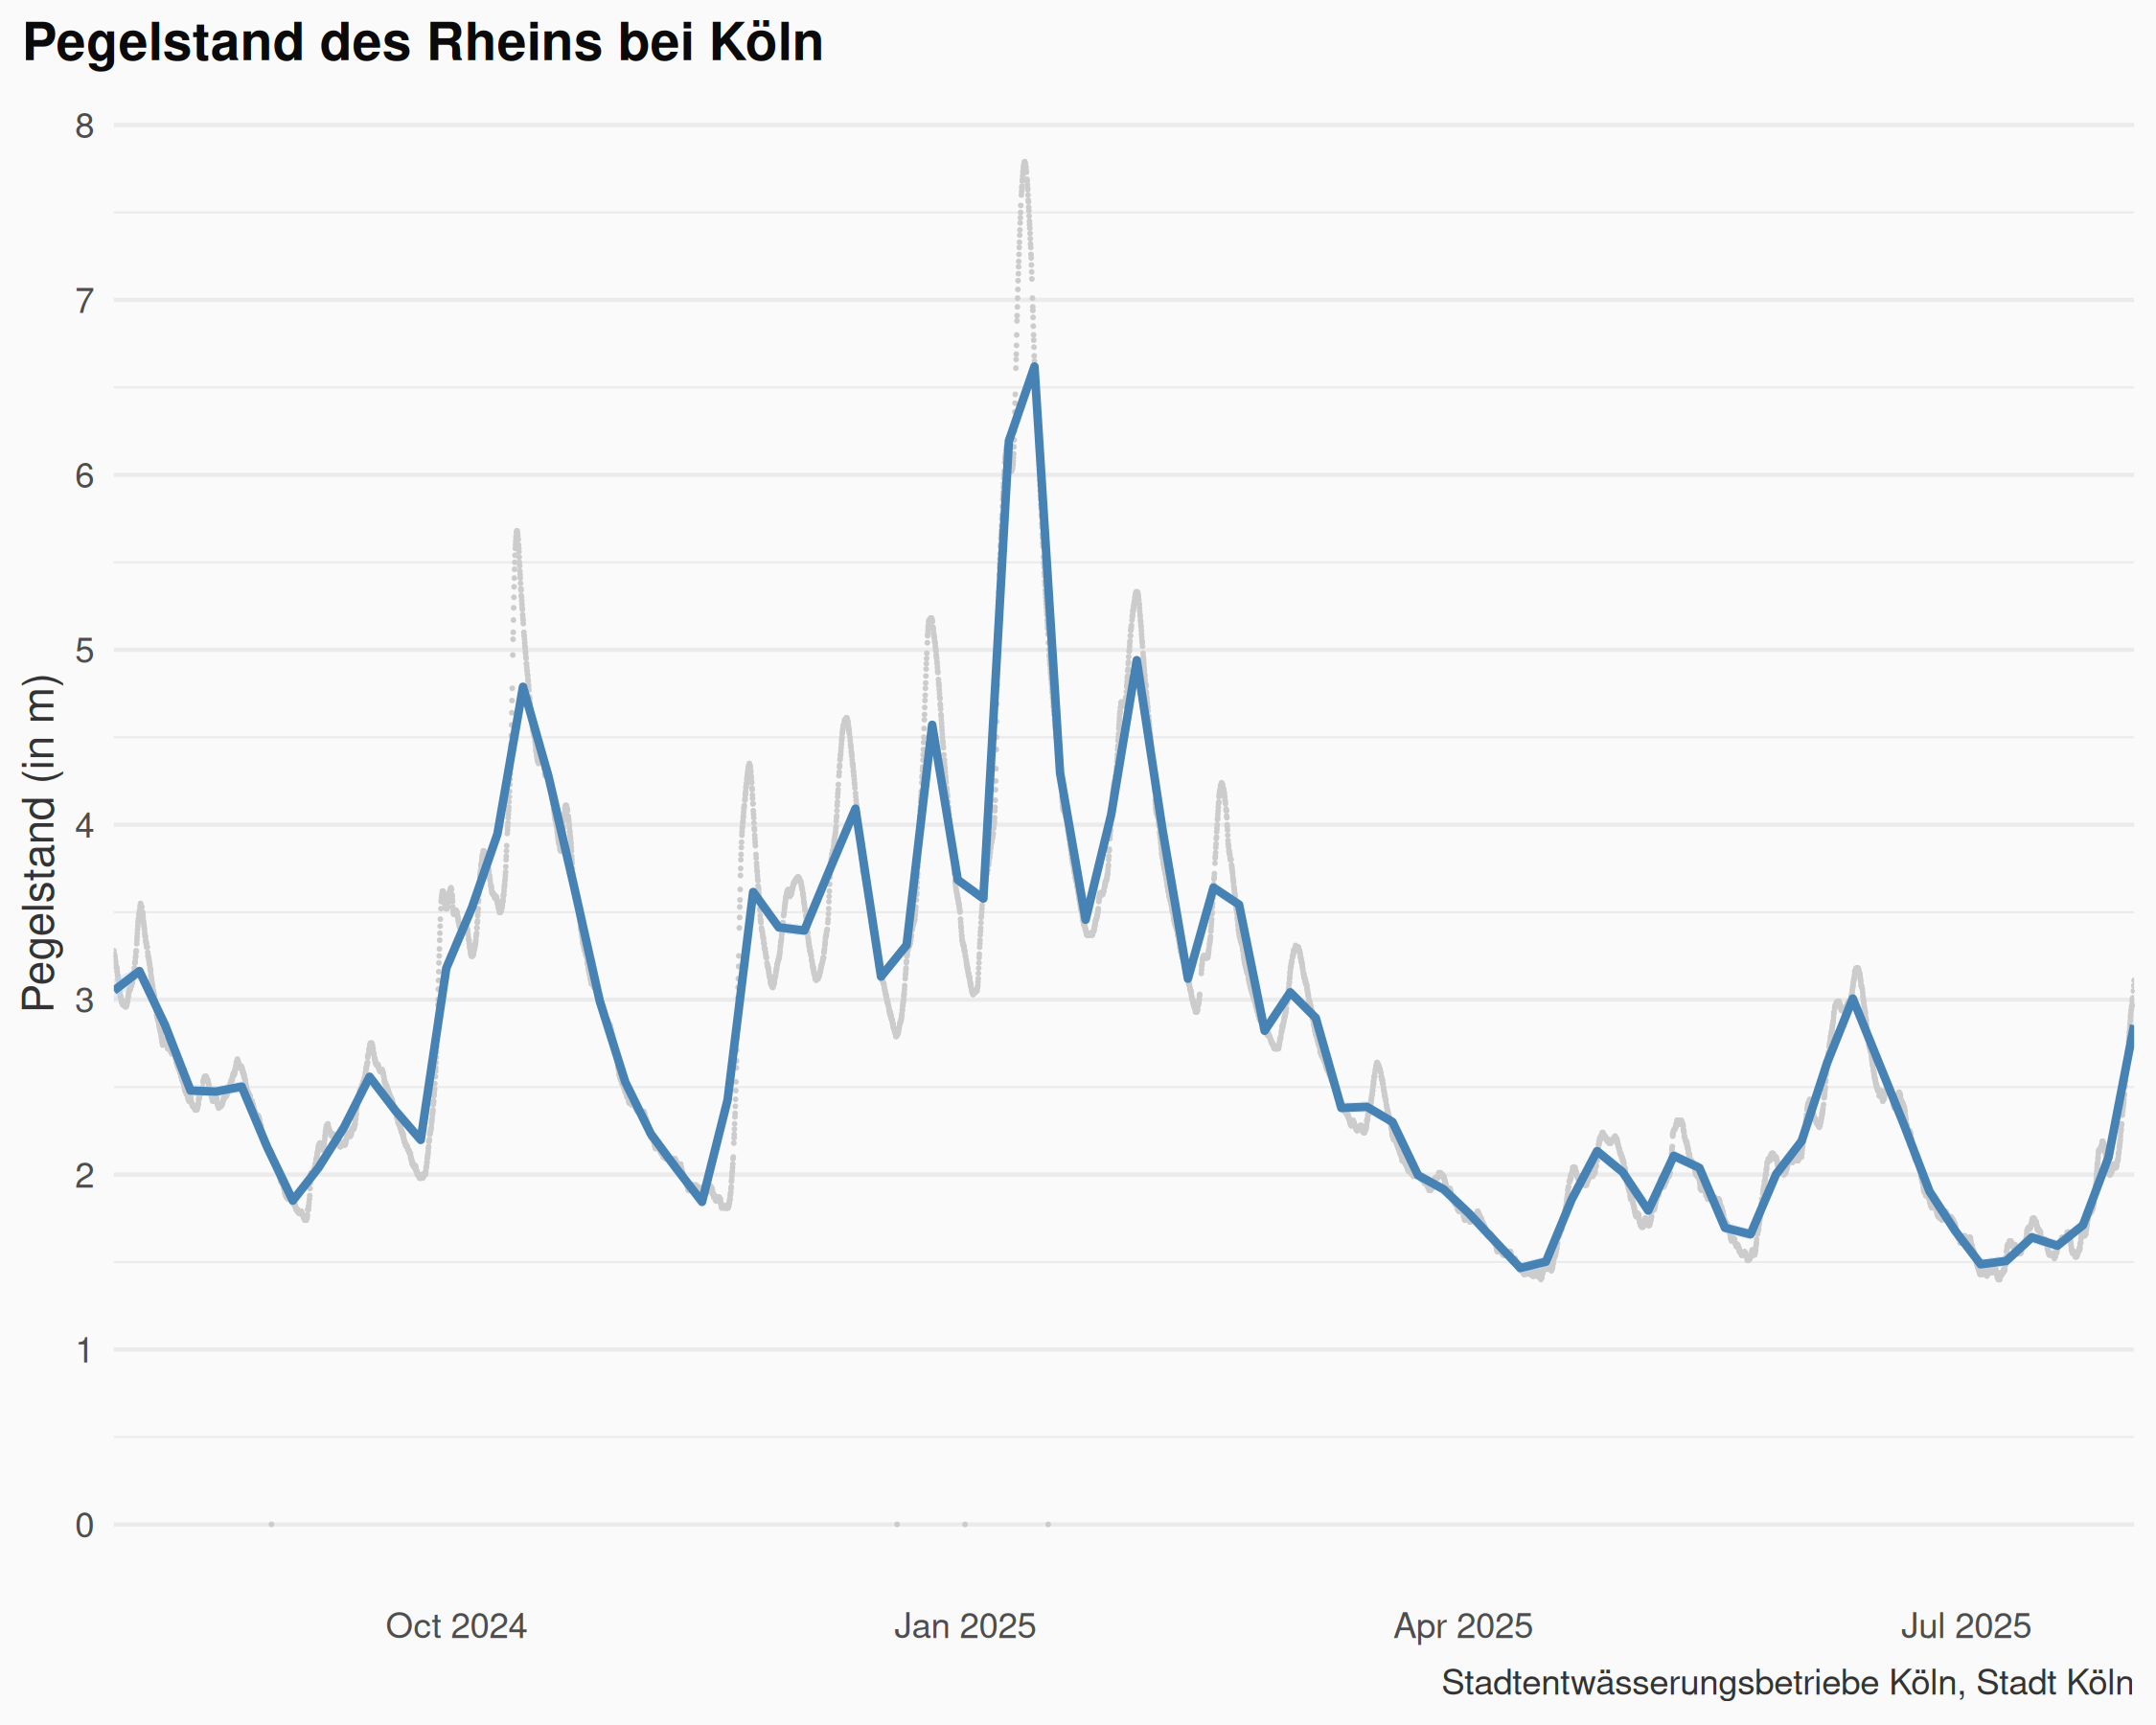 Pegelstand des Rheins bei Köln
Pegelstand (in m)
8
7
6
5
4
3
2
1
0
Oct 2024
Jan 2025
Apr 2025
Jul 2025
Stadtentwässerungsbetriebe Köln, Stadt Köln